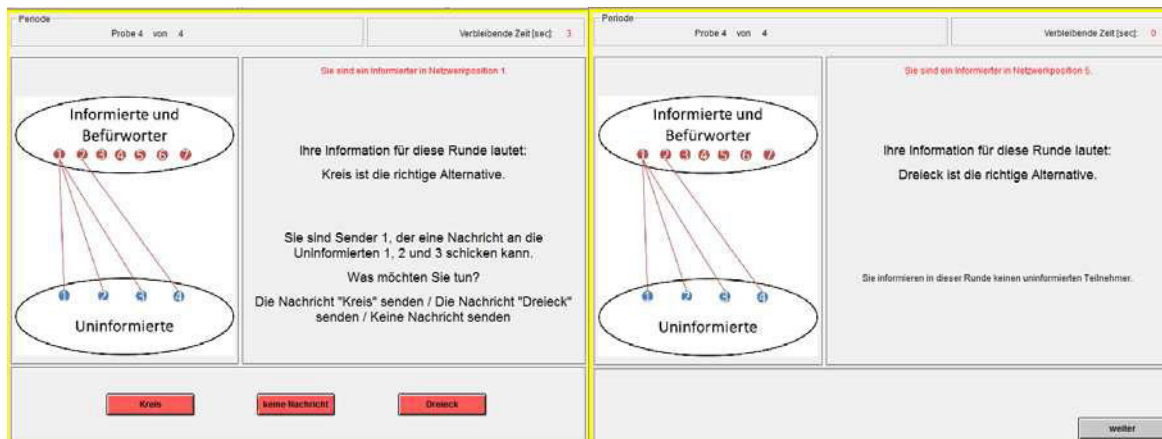 Periode
Probe 4 von 4
Verbleibende Zeit [sec]: 3
Informierte und
Befürworter
1 2 3 4 5 6 7
1 2 3 4
Uninformierte
Sie sind ein Informierter in Netzwerkposition 1.
Ihre Information für diese Runde lautet:
Kreis ist die richtige Alternative.
Sie sind Sender 1, der eine Nachricht an die
Uninformierten 1, 2 und 3 schicken kann.
Was möchten Sie tun?
Die Nachricht "Kreis" senden / Die Nachricht "Dreieck"
senden / Keine Nachricht senden
Kreis
keine Nachricht
Dreieck
Periode
Probe 4 von 4
Verbleibende Zeit [sec]: 0
Informierte und
Befürworter
1 2 3 4 5 6 7
1 2 3 4
Uninformierte
Sie sind ein Informierter in Netzwerkposition 5.
Ihre Information für diese Runde lautet:
Dreieck ist die richtige Alternative.
Sie informieren in dieser Runde keinen uninformierten Teilnehmer.
weiter